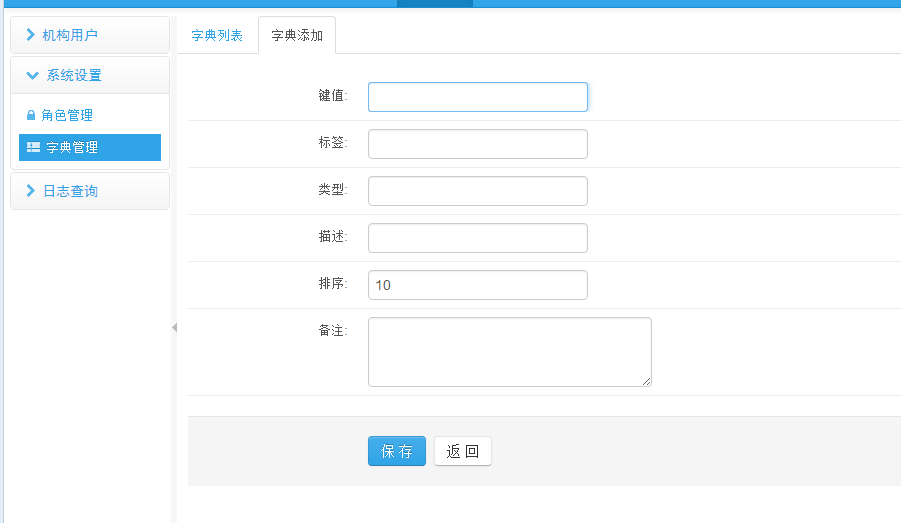 机构用户
系统设置
角色管理
字典管理
日志查询
字典列表 字典添加
键值:
标签:
类型:
描述:
排序: 10
备注:
保 存 返 回